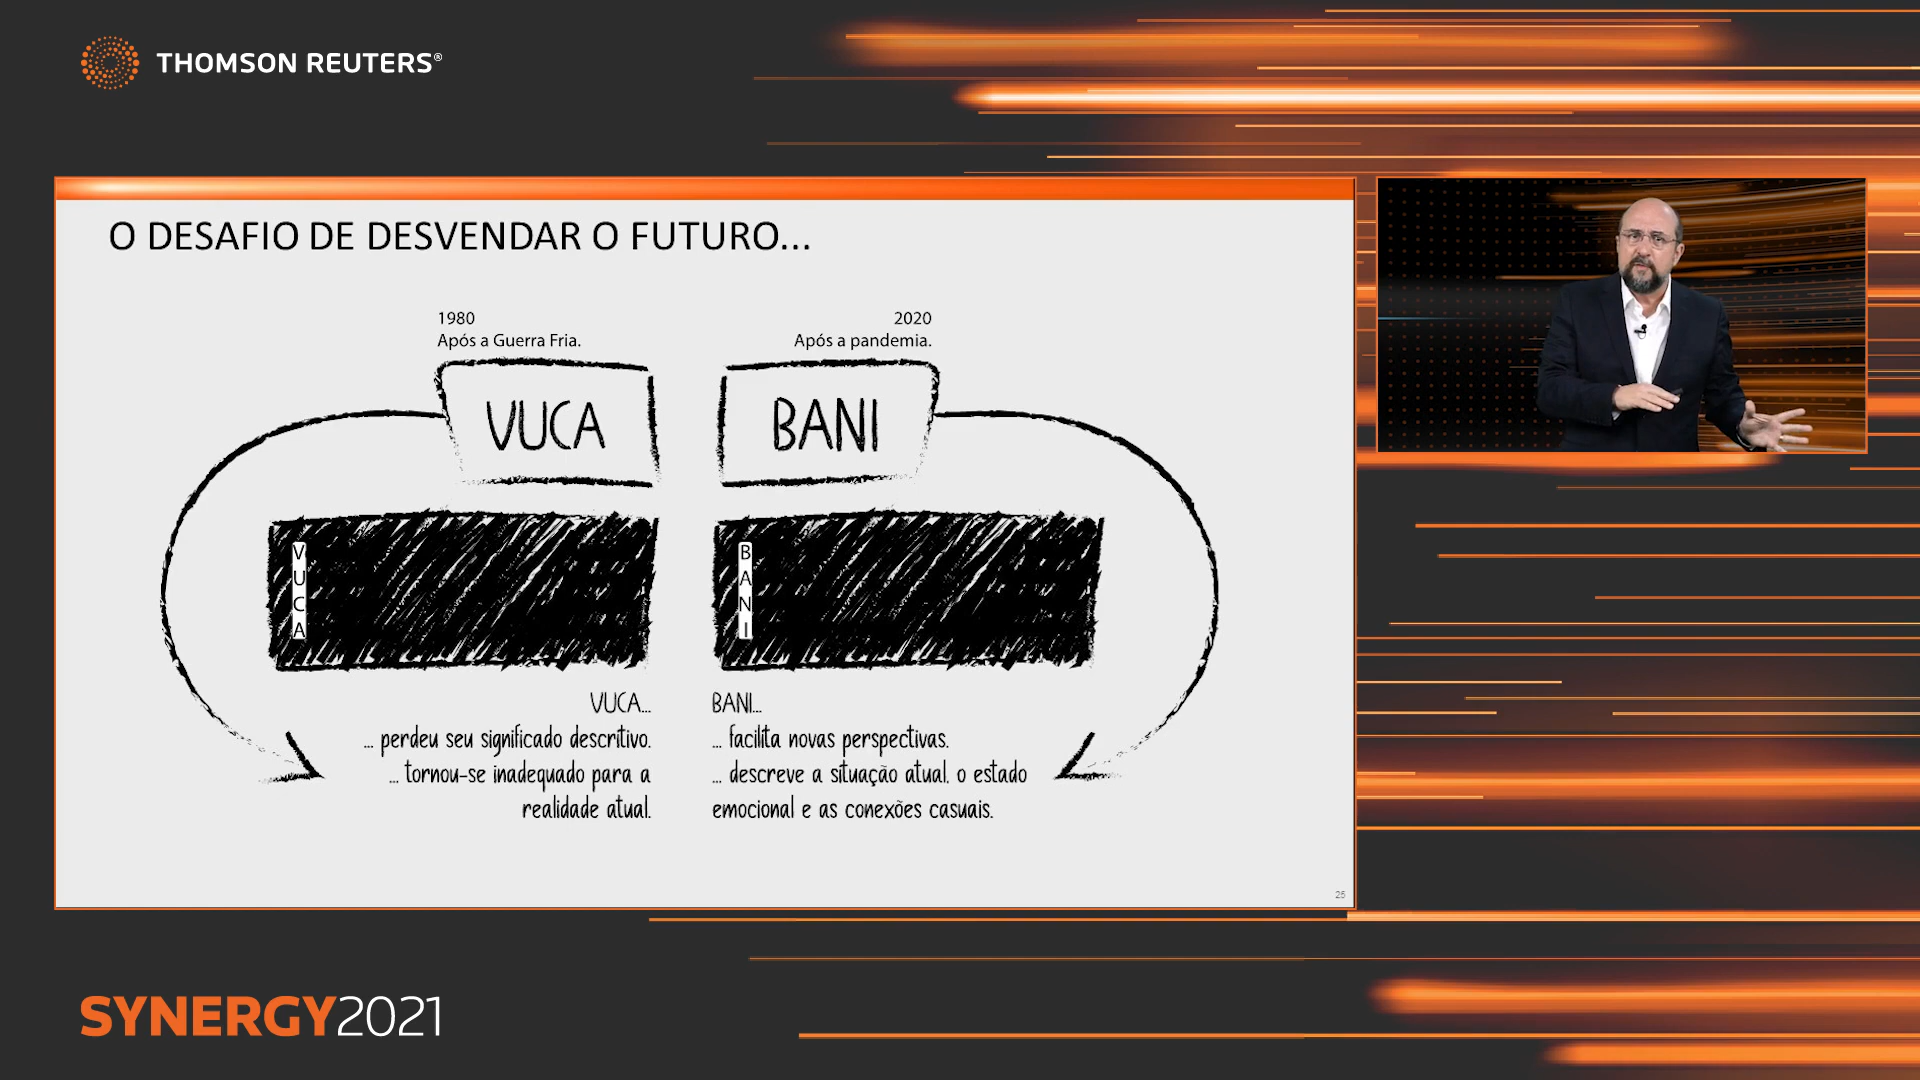 THOMSON REUTERS®
O DESAFIO DE DESVENDAR O FUTURO...
1980
Após a Guerra Fria.
2020
Após a pandemia.
VUCA
BANI
V
U
C
A
B
A
N
I
VUCA...
... perdeu seu significado descritivo.
... tornou-se inadequado para a
realidade atual.
BANI...
... facilita novas perspectivas.
... descreve a situação atual, o estado
emocional e as conexões casuais.
25
SYNERGY2021